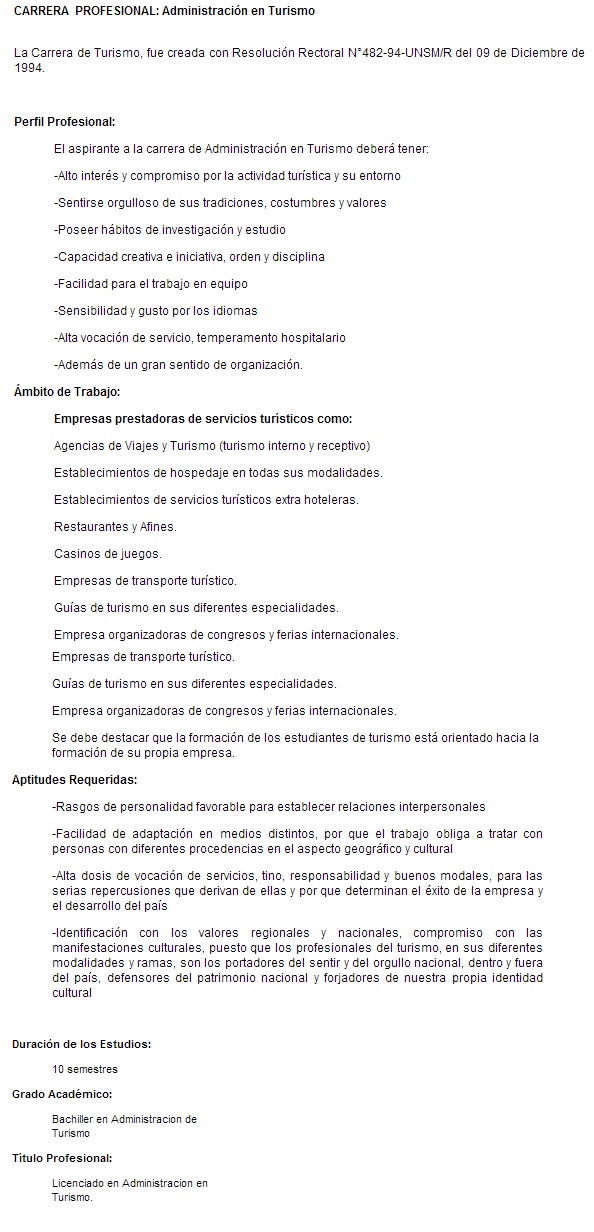 CARRERA PROFESIONAL: Administración en Turismo
La Carrera de Turismo, fue creada con Resolución Rectoral N°482-94-UNSM/R del 09 de Diciembre de
1994.
Perfil Profesional:
El aspirante a la carrera de Administración en Turismo deberá tener:
-Alto interés y compromiso por la actividad turística y su entorno
-Sentirse orgulloso de sus tradiciones, costumbres y valores
-Poseer hábitos de investigación y estudio
-Capacidad creativa e iniciativa, orden y disciplina
-Facilidad para el trabajo en equipo
-Sensibilidad y gusto por los idiomas
-Alta vocación de servicio, temperamento hospitalario
-Además de un gran sentido de organización.
Ámbito de Trabajo:
Empresas prestadoras de servicios turísticos como:
Agencias de Viajes y Turismo (turismo interno y receptivo)
Establecimientos de hospedaje en todas sus modalidades.
Establecimientos de servicios turísticos extra hoteleras.
Restaurantes y Afines.
Casinos de juegos.
Empresas de transporte turístico.
Guías de turismo en sus diferentes especialidades.
Empresa organizadoras de congresos y ferias internacionales.
Empresas de transporte turístico.
Guías de turismo en sus diferentes especialidades.
Empresa organizadoras de congresos y ferias internacionales.
Se debe destacar que la formación de los estudiantes de turismo está orientado hacia la
formación de su propia empresa.
Aptitudes Requeridas:
-Rasgos de personalidad favorable para establecer relaciones interpersonales
-Facilidad de adaptación en medios distintos, por que el trabajo obliga a tratar con
personas con diferentes procedencias en el aspecto geográfico y cultural
-Alta dosis de vocación de servicios, tino, responsabilidad y buenos modales, para las
serias repercusiones que derivan de ellas y por que determinan el éxito de la empresa y
el desarrollo del país
-Identificación con los valores regionales y nacionales, compromiso con las
manifestaciones culturales, puesto que los profesionales del turismo, en sus diferentes
modalidades y ramas, son los portadores del sentir y del orgullo nacional, dentro y fuera
del país, defensores del patrimonio nacional y forjadores de nuestra propia identidad
cultural
Duración de los Estudios:
10 semestres
Grado Académico:
Bachiller en Administracion de
Turismo
Título Profesional:
Licenciado en Administracion en
Turismo.